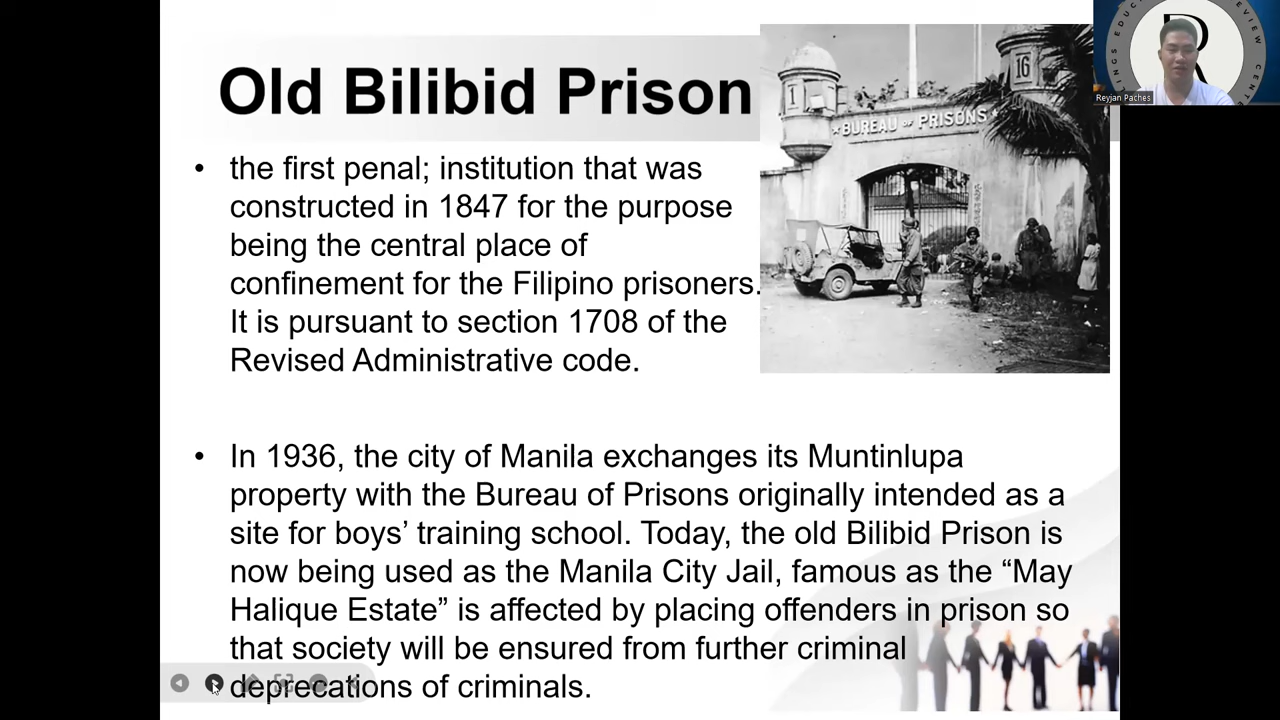 Old Bilibid Prison
1
16
★BUREAU OF PRISONS★
R
Reyjan Paches
• the first penal; institution that was
constructed in 1847 for the purpose
being the central place of
confinement for the Filipino prisoners.
It is pursuant to section 1708 of the
Revised Administrative code.
• In 1936, the city of Manila exchanges its Muntinlupa
property with the Bureau of Prisons originally intended as a
site for boys’ training school. Today, the old Bilibid Prison is
now being used as the Manila City Jail, famous as the “May
Halique Estate” is affected by placing offenders in prison so
that society will be ensured from further criminal
deprecations of criminals.